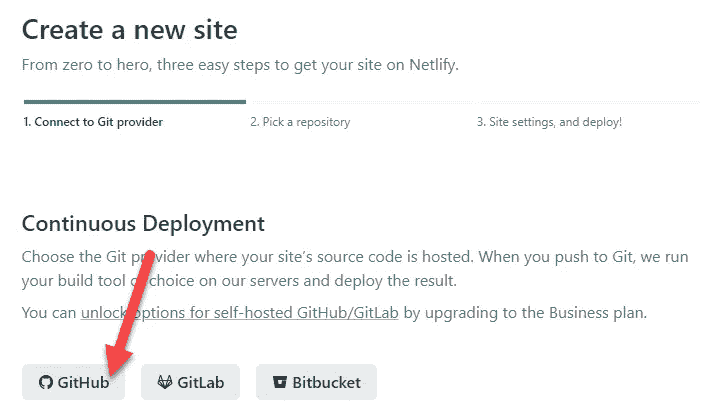 Create a new site
From zero to hero, three easy steps to get your site on Netlify.
1. Connect to Git provider
2. Pick a repository
3. Site settings, and deploy!
Continuous Deployment
Choose the Git provider where your site's source code is hosted. When you push to Git, we run
your build tool of choice on our servers and deploy the result.
You can unlock options for self-hosted GitHub/GitLab by upgrading to the Business plan.
GitHub
GitLab
Bitbucket